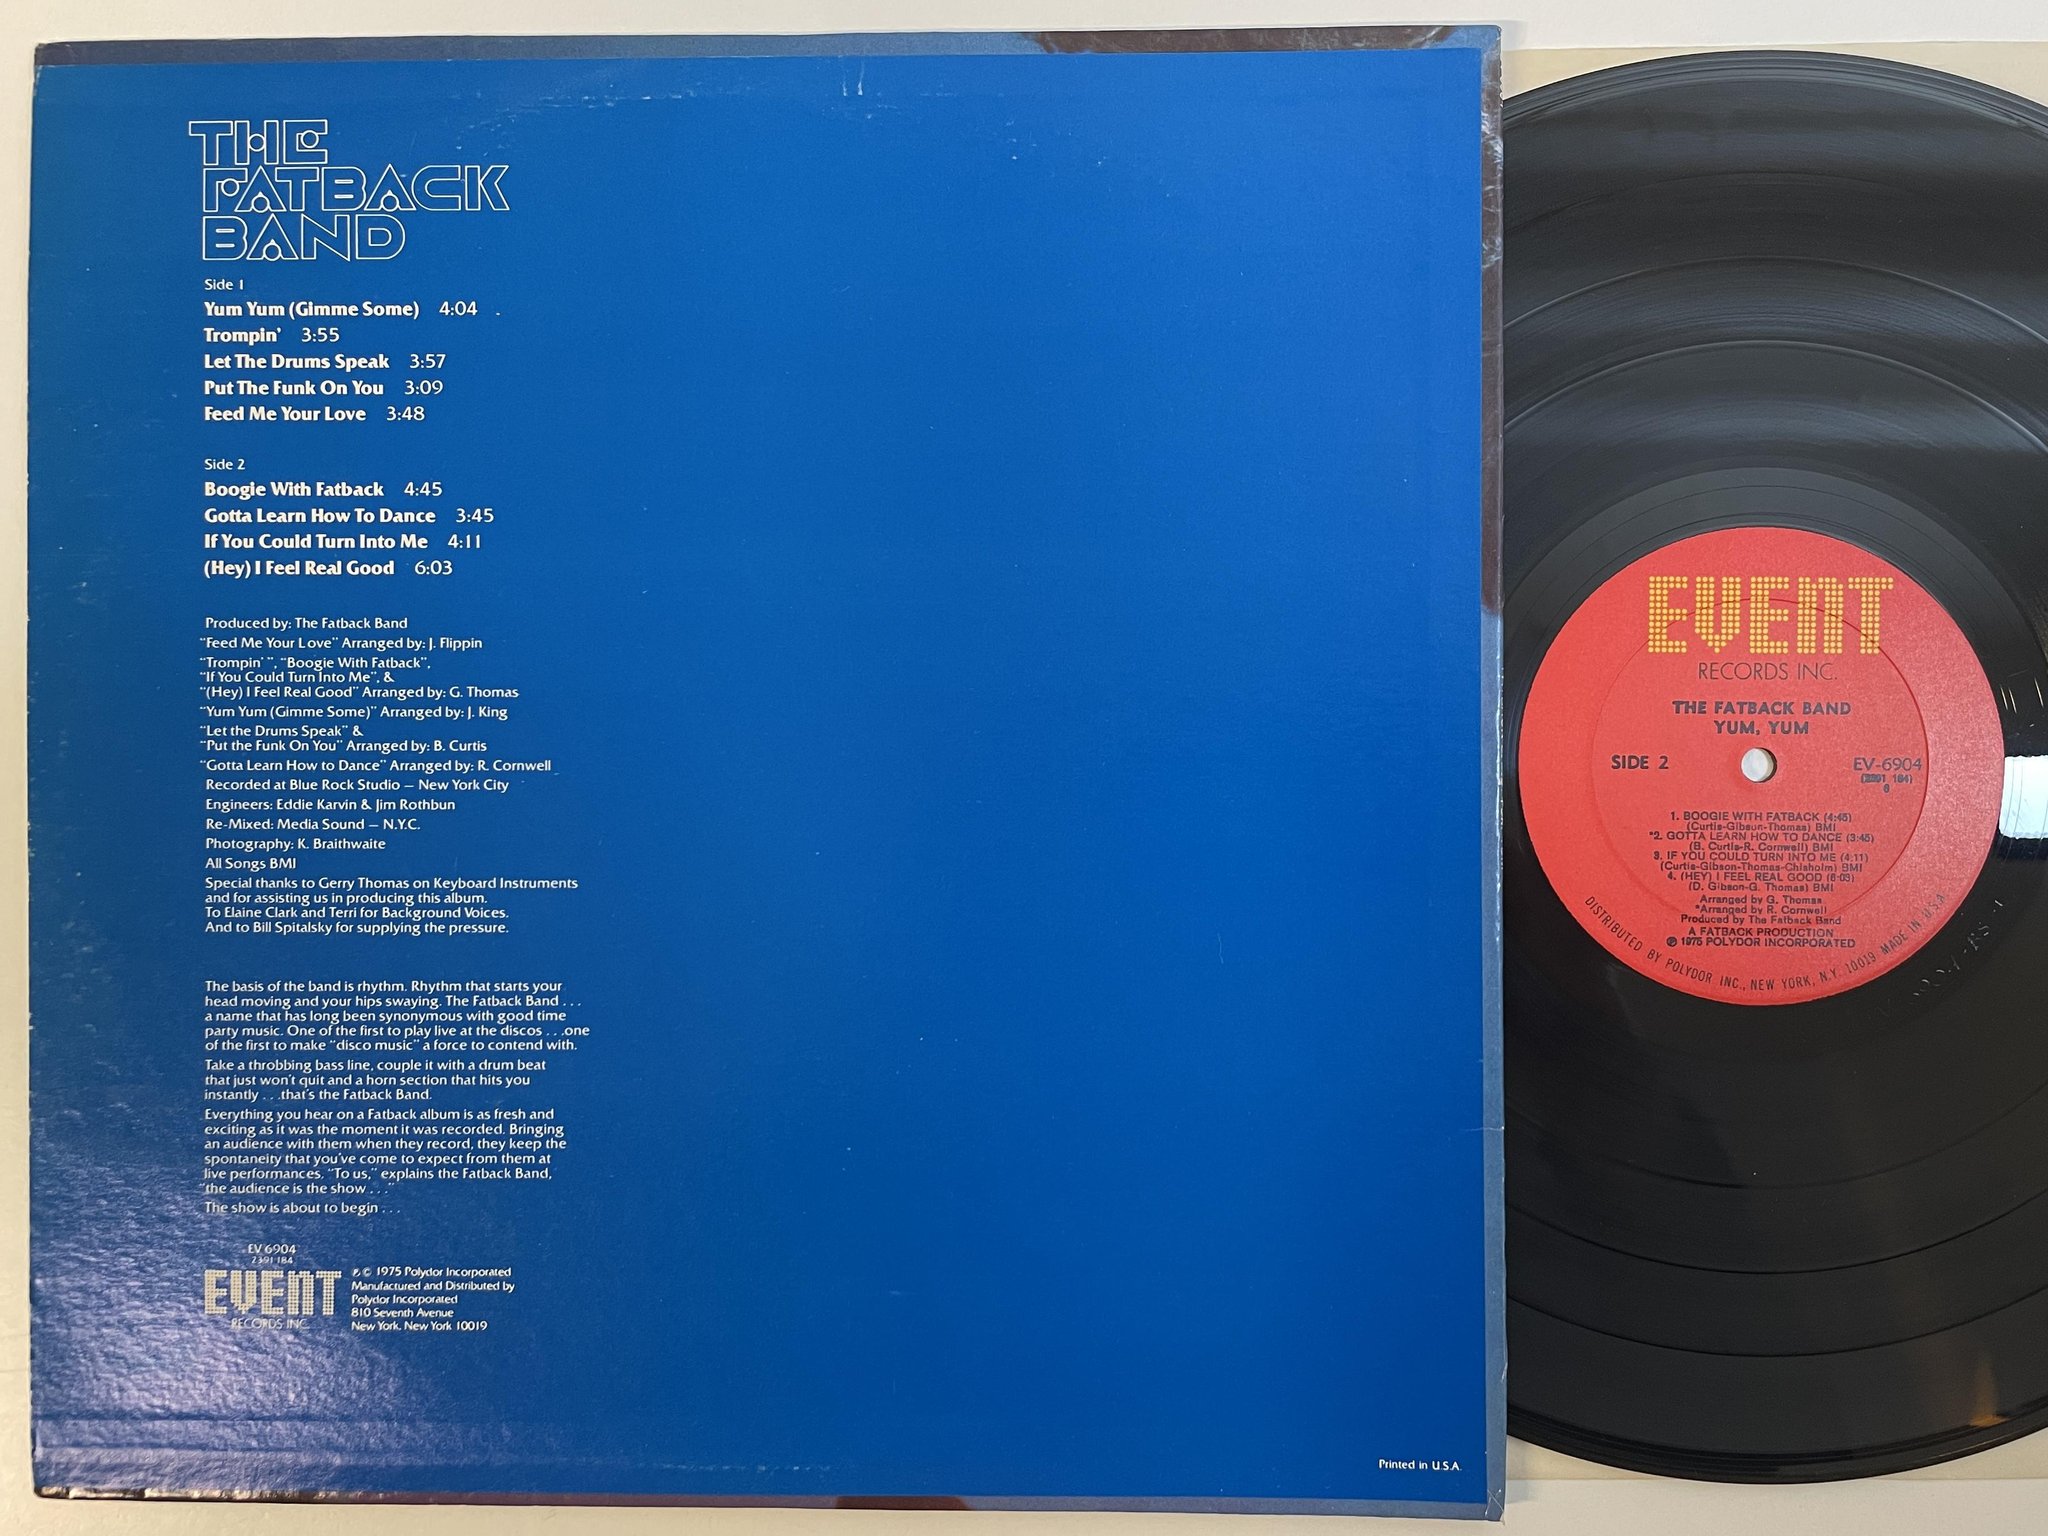 THE
FATBACK
BAND
Side 1
Yum Yum (Gimme Some) 4:04
Trompin' 3:55
Let The Drums Speak 3:57
Put The Funk On You 3:09
Feed Me Your Love 3:48
Side 2
Boogie With Fatback 4:45
Gotta Learn How To Dance 3:45
If You Could Turn Into Me 4:11
(Hey) I Feel Real Good 6:03
Produced by: The Fatback Band
"Feed Me Your Love" Arranged by: J. Flippin
"Trompin' ", "Boogie With Fatback",
"If You Could Turn Into Me", &
"(Hey) I Feel Real Good" Arranged by: G. Thomas
"Yum Yum (Gimme Some)" Arranged by: J. King
"Let the Drums Speak" &
"Put the Funk On You" Arranged by: B. Curtis
"Gotta Learn How to Dance" Arranged by: R. Cornwell
Recorded at Blue Rock Studio – New York City
Engineers: Eddie Karvin & Jim Rothbun
Re-Mixed: Media Sound – N.Y.C.
Photography: K. Braithwaite
All Songs BMI
Special thanks to Gerry Thomas on Keyboard Instruments
and for assisting us in producing this album.
To Elaine Clark and Terri for Background Voices.
And to Bill Spitalsky for supplying the pressure.
The basis of the band is rhythm. Rhythm that starts your
head moving and your hips swaying. The Fatback Band . . .
a name that has long been synonymous with good time
party music. One of the first to play live at the discos . . .one
of the first to make "disco music" a force to contend with.
Take a throbbing bass line, couple it with a drum beat
that just won't quit and a horn section that hits you
instantly . . .that's the Fatback Band.
Everything you hear on a Fatback album is as fresh and
exciting as it was the moment it was recorded. Bringing
an audience with them when they record, they keep the
spontaneity that you've come to expect from them at
live performances. "To us," explains the Fatback Band,
"the audience is the show . . ."
The show is about to begin . . .
EV 6904
2391 184
EVENT
RECORDS INC.
℗ © 1975 Polydor Incorporated
Manufactured and Distributed by
Polydor Incorporated
810 Seventh Avenue
New York, New York 10019
Printed in U.S.A.
EVENT
RECORDS INC.
THE FATBACK BAND
YUM, YUM
SIDE 2
EV-6904
(2391 184)
1. BOOGIE WITH FATBACK (4:45)
(Curtis-Gibson-Thomas) BMI
*2. GOTTA LEARN HOW TO DANCE (3:45)
(B. Curtis-R. Cornwell) BMI
3. IF YOU COULD TURN INTO ME (4:11)
(Curtis-Gibson-Thomas-Chisholm) BMI
4. (HEY) I FEEL REAL GOOD (6:03)
(D. Gibson-G. Thomas) BMI
Arranged by G. Thomas
*Arranged by R. Cornwell
Produced by The Fatback Band
A FATBACK PRODUCTION
℗ 1975 POLYDOR INCORPORATED
DISTRIBUTED BY POLYDOR INC., NEW YORK, N.Y. 10019 MADE IN U.S.A.